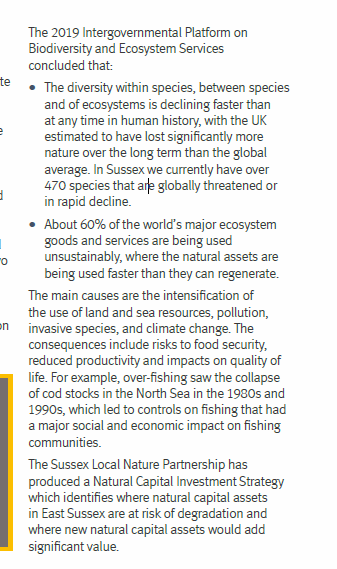 The 2019 Intergovernmental Platform on
Biodiversity and Ecosystem Services
concluded that:
• The diversity within species, between species
and of ecosystems is declining faster than
at any time in human history, with the UK
estimated to have lost significantly more
nature over the long term than the global
average. In Sussex we currently have over
470 species that are globally threatened or
in rapid decline.
• About 60% of the world's major ecosystem
goods and services are being used
unsustainably, where the natural assets are
being used faster than they can regenerate.
The main causes are the intensification of
the use of land and sea resources, pollution,
invasive species, and climate change. The
consequences include risks to food security,
reduced productivity and impacts on quality of
life. For example, over-fishing saw the collapse
of cod stocks in the North Sea in the 1980s and
1990s, which led to controls on fishing that had
a major social and economic impact on fishing
communities.
The Sussex Local Nature Partnership has
produced a Natural Capital Investment Strategy
which identifies where natural capital assets
in East Sussex are at risk of degradation and
where new natural capital assets would add
significant value.